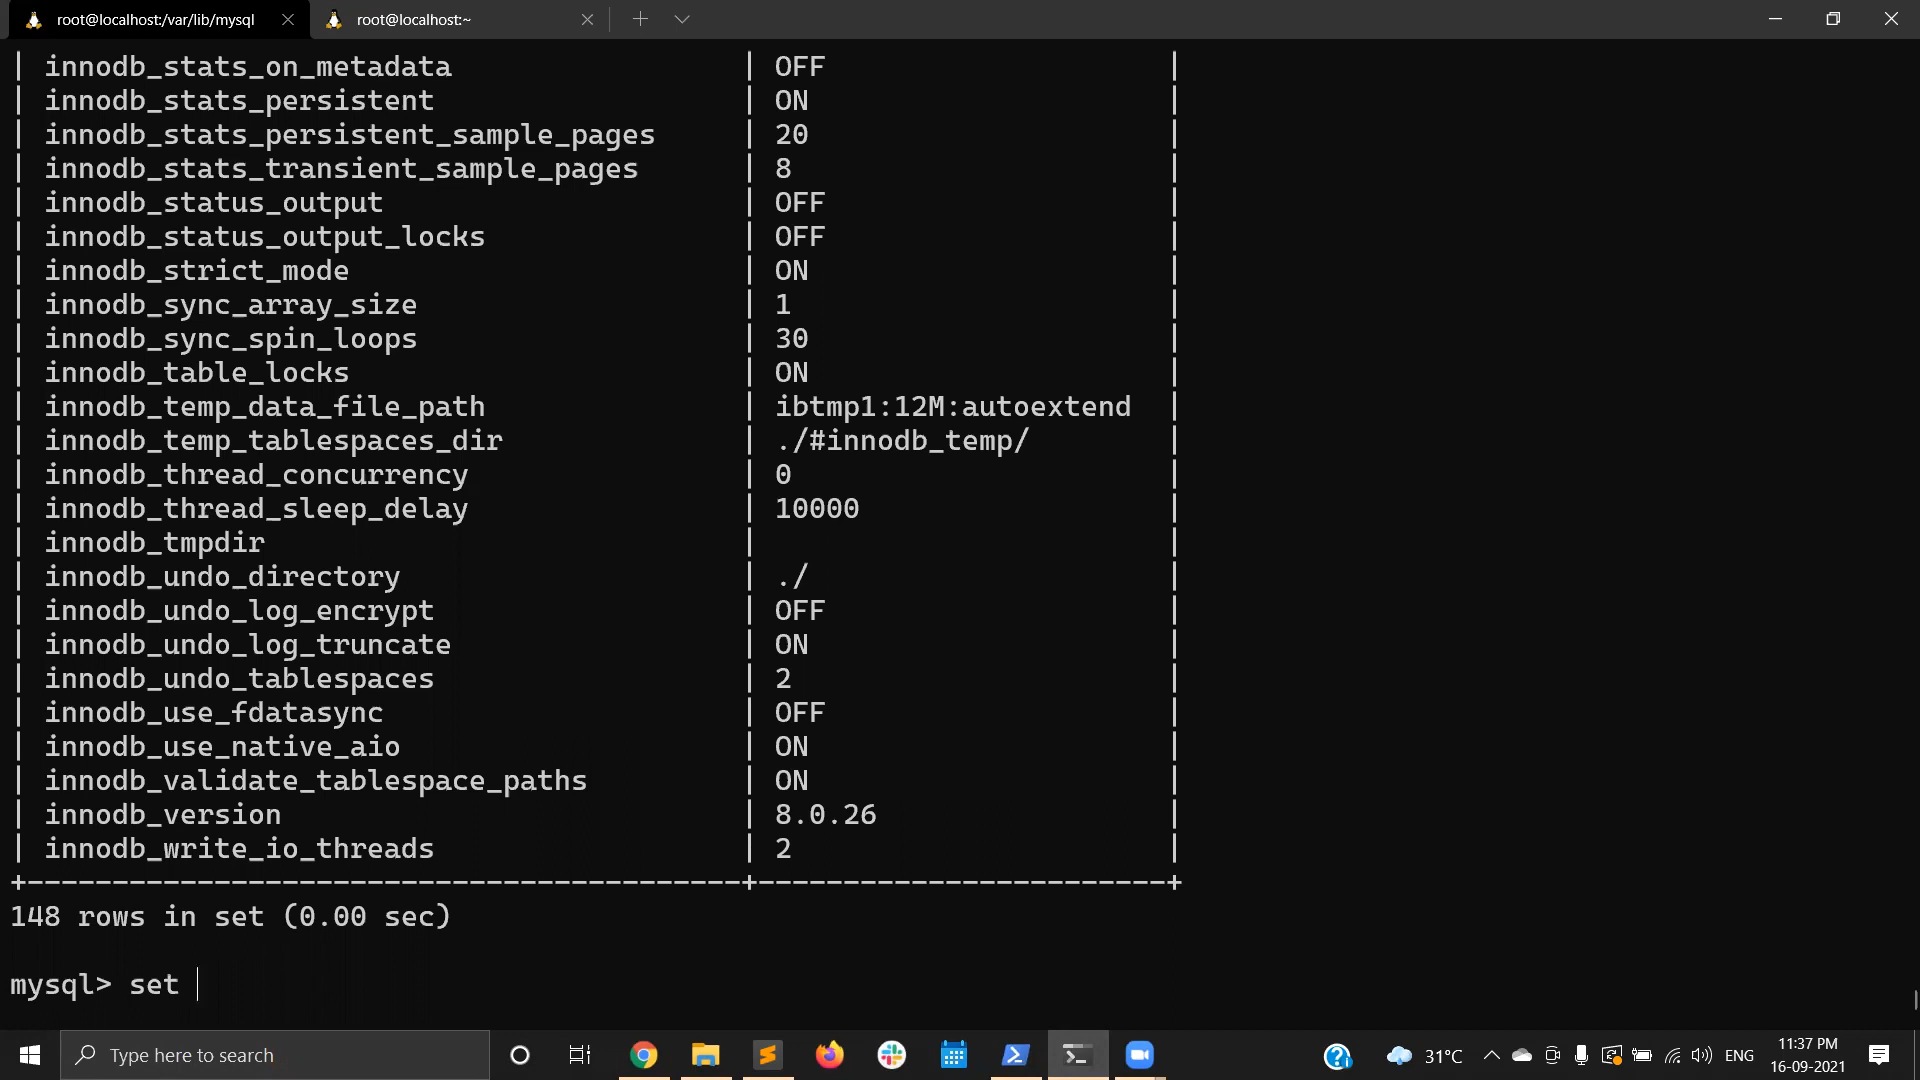 root@localhost:/var/lib/mysql
root@localhost:~
| innodb_stats_on_metadata | OFF |
| innodb_stats_persistent | ON |
| innodb_stats_persistent_sample_pages | 20 |
| innodb_stats_transient_sample_pages | 8 |
| innodb_status_output | OFF |
| innodb_status_output_locks | OFF |
| innodb_strict_mode | ON |
| innodb_sync_array_size | 1 |
| innodb_sync_spin_loops | 30 |
| innodb_table_locks | ON |
| innodb_temp_data_file_path | ibtmp1:12M:autoextend |
| innodb_temp_tablespaces_dir | ./#innodb_temp/ |
| innodb_thread_concurrency | 0 |
| innodb_thread_sleep_delay | 10000 |
| innodb_tmpdir | |
| innodb_undo_directory | ./ |
| innodb_undo_log_encrypt | OFF |
| innodb_undo_log_truncate | ON |
| innodb_undo_tablespaces | 2 |
| innodb_use_fdatasync | OFF |
| innodb_use_native_aio | ON |
| innodb_validate_tablespace_paths | ON |
| innodb_version | 8.0.26 |
| innodb_write_io_threads | 2 |
+------------------------------------------+-------------------------+
148 rows in set (0.00 sec)
mysql> set
Type here to search
31°C
ENG
11:37 PM
16-09-2021